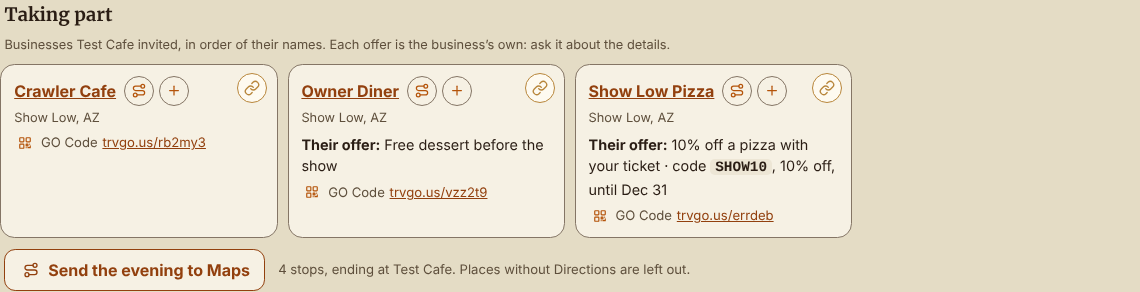 Taking part
Businesses Test Cafe invited, in order of their names. Each offer is the business’s own: ask it about the details.
Crawler Cafe
Show Low, AZ
GO Code trvgo.us/rb2my3
Owner Diner
Show Low, AZ
Their offer: Free dessert before the
show
GO Code trvgo.us/vzz2t9
Show Low Pizza
Show Low, AZ
Their offer: 10% off a pizza with
your ticket · code SHOW10, 10% off,
until Dec 31
GO Code trvgo.us/errdeb
Send the evening to Maps
4 stops, ending at Test Cafe. Places without Directions are left out.